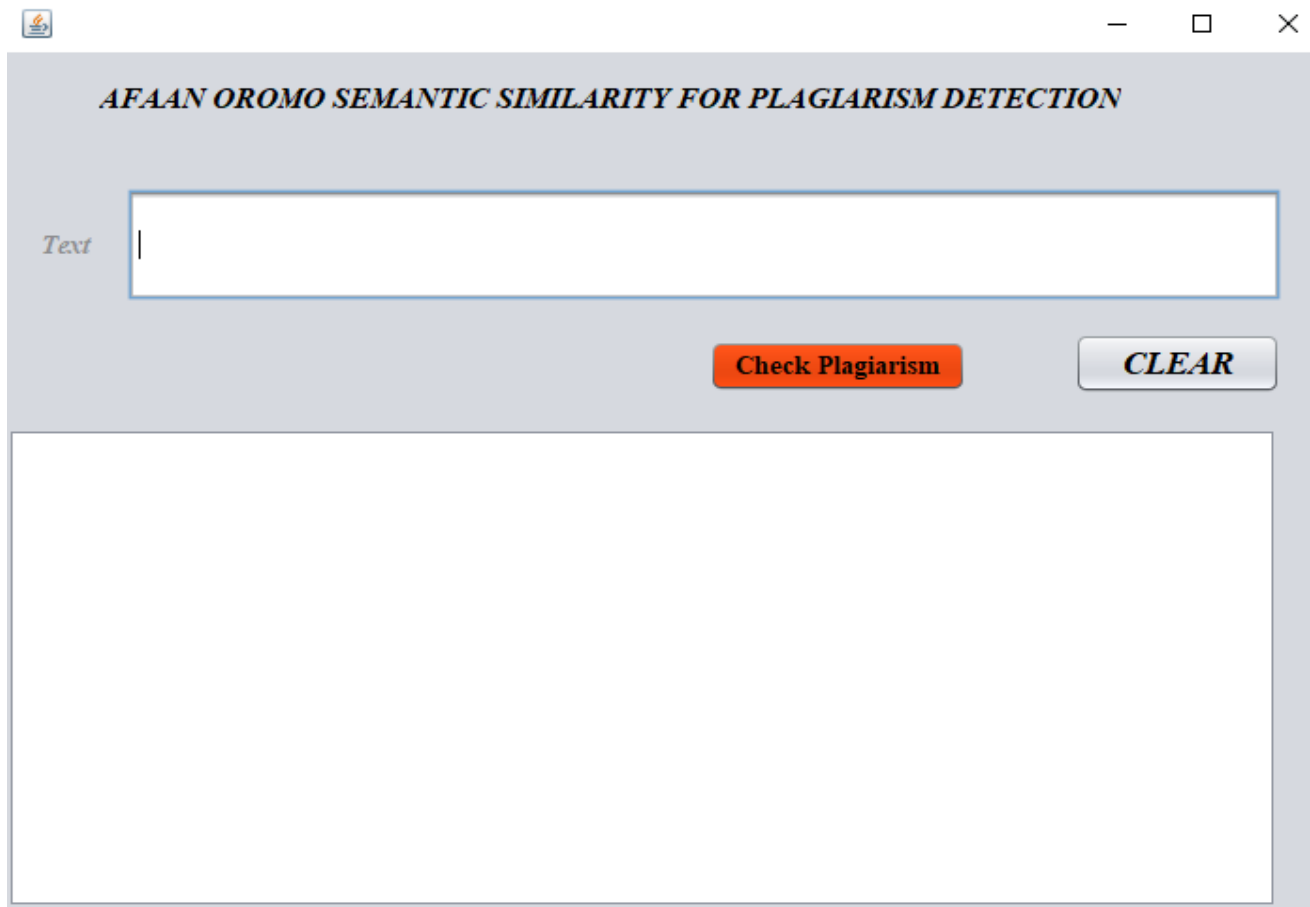 AFAAN OROMO SEMANTIC SIMILARITY FOR PLAGIARISM DETECTION
Text
Check Plagiarism
CLEAR